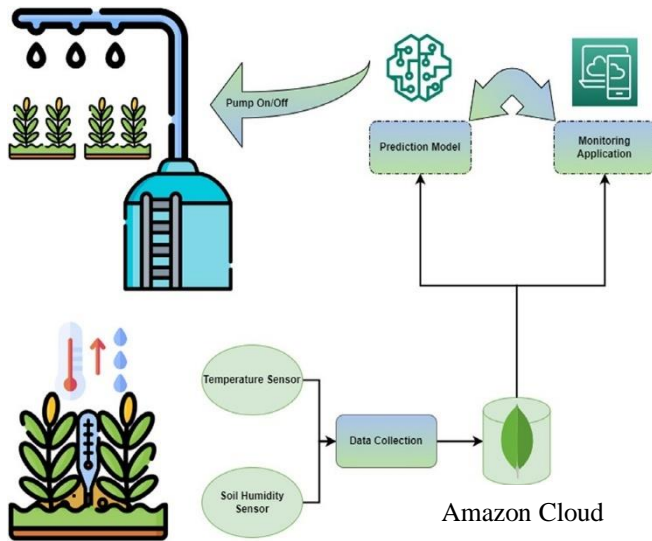 Pump On/Off
Prediction Model
Monitoring
Application
Temperature Sensor
Data Collection
Soil Humidity
Sensor
Amazon Cloud